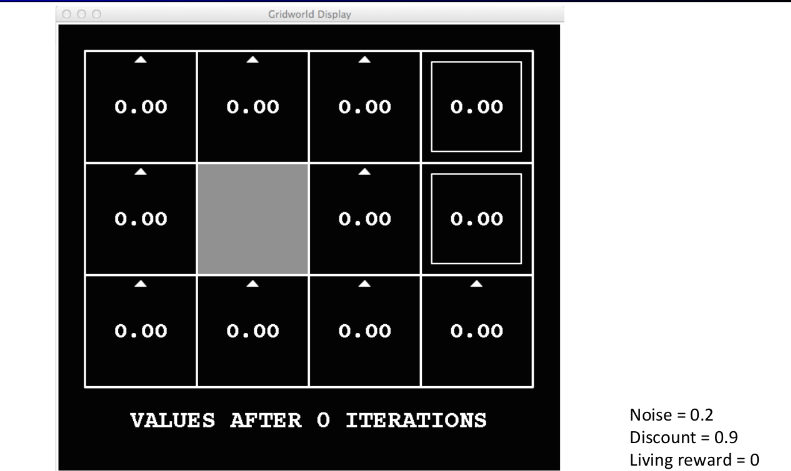 Gridworld Display
0.00 0.00 0.00 0.00
0.00 0.00 0.00
0.00 0.00 0.00 0.00
VALUES AFTER 0 ITERATIONS
Noise = 0.2
Discount = 0.9
Living reward = 0